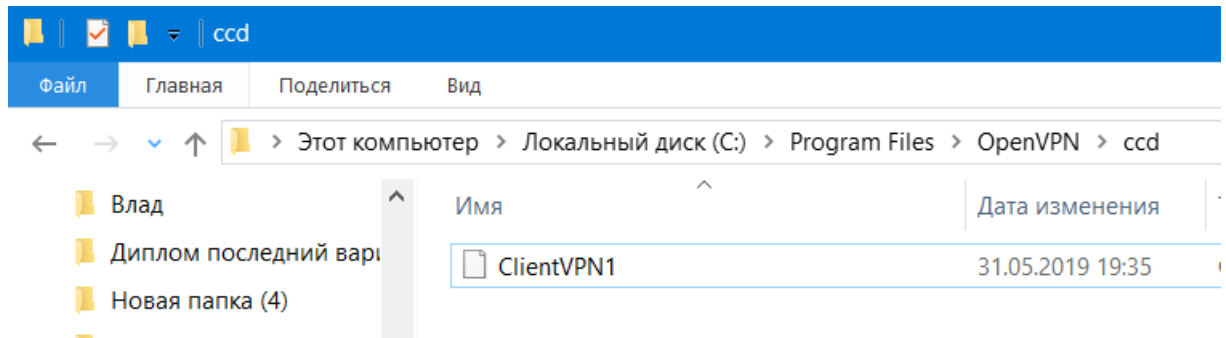 ccd
Файл Главная Поделиться Вид
Этот компьютер > Локальный диск (C:) > Program Files > OpenVPN > ccd
Влад
Диплом последний вари
Новая папка (4)
Имя Дата изменения
ClientVPN1 31.05.2019 19:35